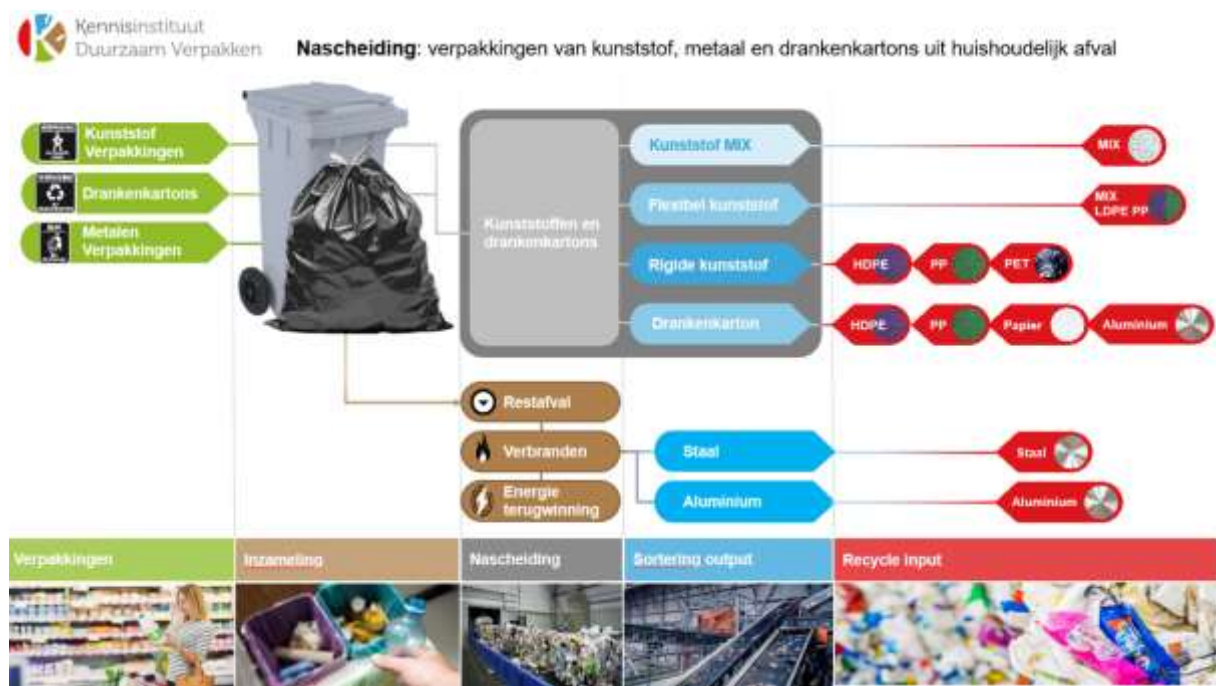 Kennisinstituut
Duurzaam Verpakken
Nascheiding: verpakkingen van kunststof, metaal en drankenkartons uit huishoudelijk afval
Kunststof
Verpakkingen
Drankenkartons
Metalen
Verpakkingen
Kunststoffen en
drankenkartons
Kunststof MIX
MIX
Flexibel kunststof
MIX
LDPE PP
Rigide kunststof
HDPE
PP
PET
Drankenkarton
HDPE
PP
Papier
Aluminium
Restafval
Verbranden
Staal
Staal
Energie
terugwinning
Aluminium
Aluminium
Verpakkingen
Inzameling
Nascheiding
Sortering output
Recycle input